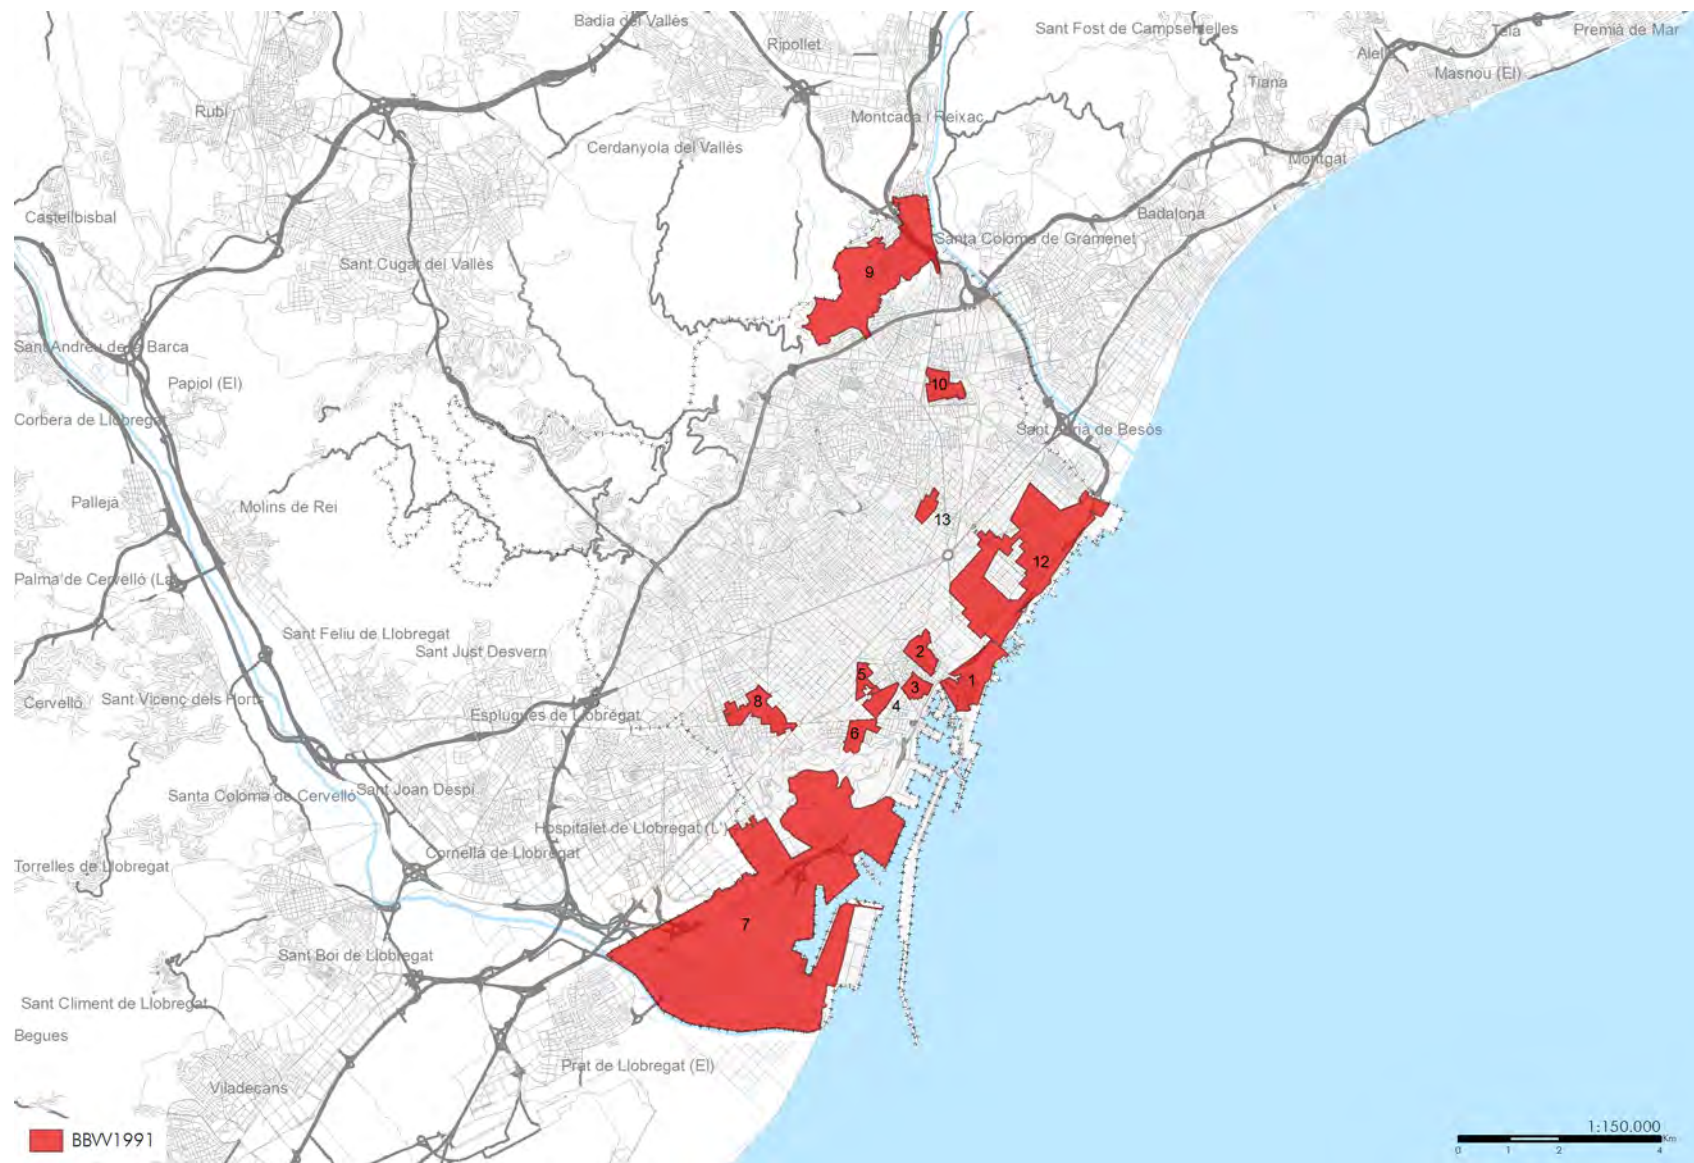 Badia del Vallès
Sant Fost de Campsentelles
Teià
Premià de Mar
Ripollet
Alella
Masnou (El)
Tiana
Rubí
Montcada i Reixac
Cerdanyola del Vallès
Montgat
Castellbisbal
Badalona
Santa Coloma de Gramenet
Sant Cugat del Vallès
9
Sant Andreu de la Barca
Papiol (El)
10
Corbera de Llobregat
Sant Adrià de Besòs
Pallejà
Molins de Rei
13
12
Palma de Cervelló (La)
Sant Feliu de Llobregat
Sant Just Desvern
2
5
3
1
Cervelló
Sant Vicenç dels Horts
8
4
Esplugues de Llobregat
6
Santa Coloma de Cervelló
Sant Joan Despí
Hospitalet de Llobregat (L')
Cornellà de Llobregat
Torrelles de Llobregat
7
Sant Boi de Llobregat
Sant Climent de Llobregat
Begues
Prat de Llobregat (El)
Viladecans
BBVV1991
1:150.000
Km
0 1 2 4